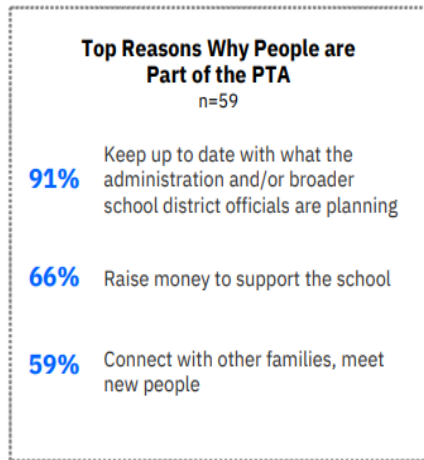 Top Reasons Why People are
Part of the PTA
n=59
91%
Keep up to date with what the
administration and/or broader
school district officials are planning
66%
Raise money to support the school
59%
Connect with other families, meet
new people